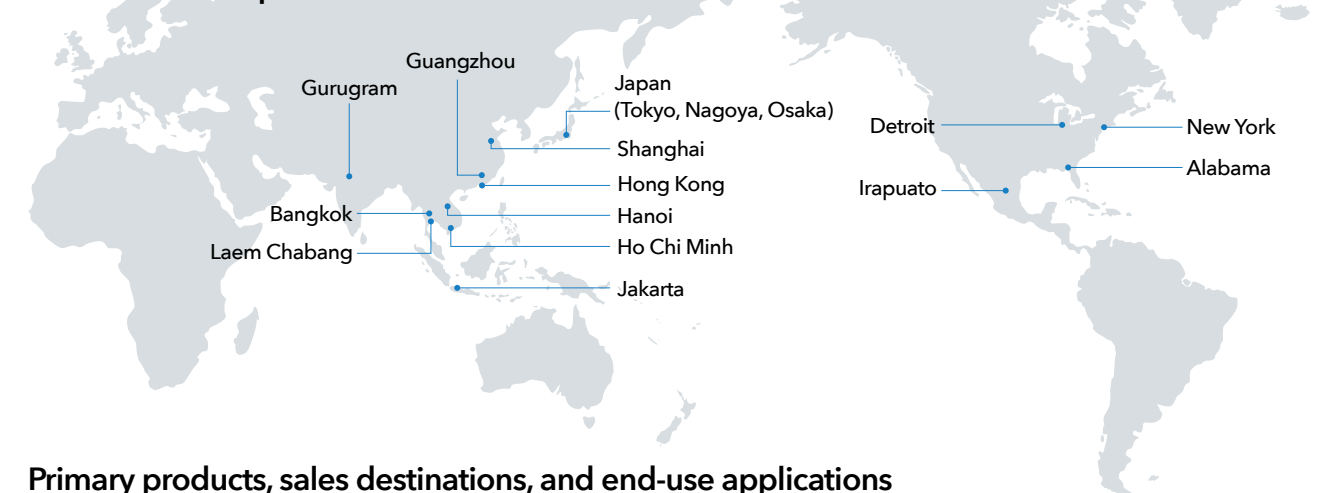 Guangzhou
Gurugram
Japan
(Tokyo, Nagoya, Osaka)
Shanghai
Hong Kong
Bangkok
Hanoi
Laem Chabang
Ho Chi Minh
Jakarta
Detroit
New York
Alabama
Irapuato
Primary products, sales destinations, and end-use applications